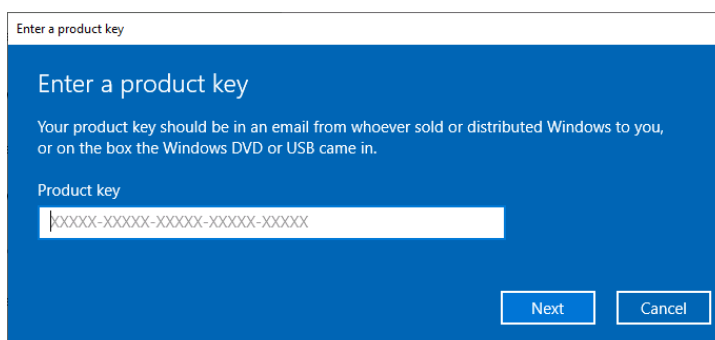 Enter a product key
Enter a product key
Your product key should be in an email from whoever sold or distributed Windows to you,
or on the box the Windows DVD or USB came in.
Product key
XXXXX-XXXXX-XXXXX-XXXXX-XXXXX
Next Cancel